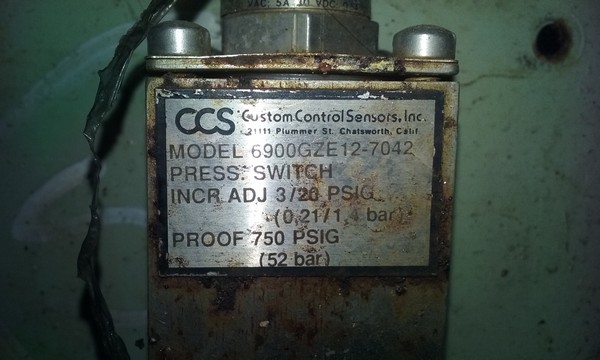 VAC, 5A 30 VDC
CCS Custom Control Sensors, Inc.
21111 Plummer St., Chatsworth, Calif.
MODEL 6900GZE12-7042
PRESS. SWITCH
INCR ADJ 3/20 PSIG
(0,21/1,4 bar)
PROOF 750 PSIG
(52 bar)